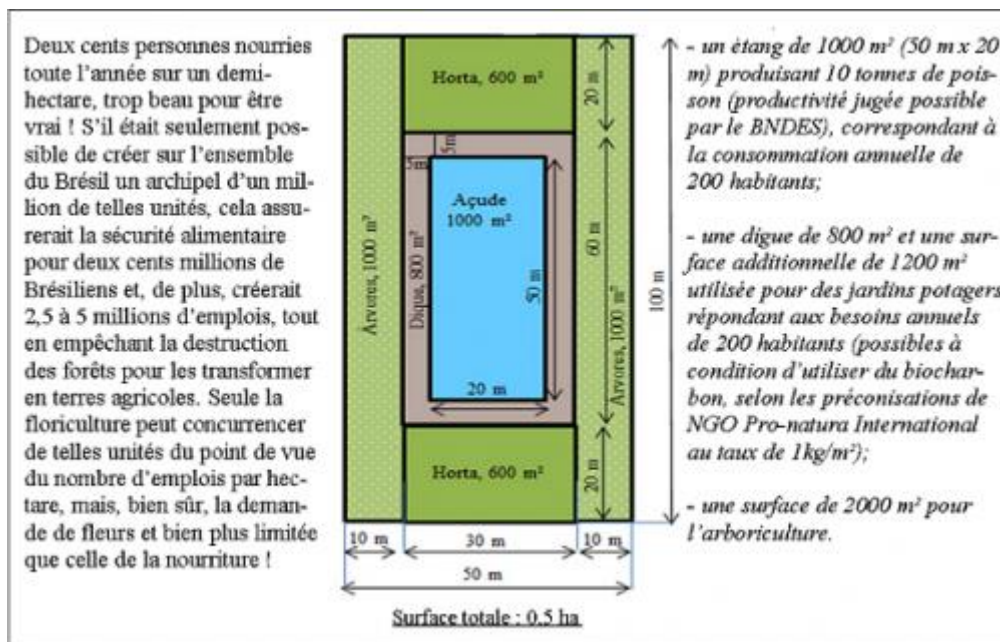 Deux cents personnes nourries
toute l'année sur un demi-
hectare, trop beau pour être
vrai ! S'il était seulement pos-
sible de créer sur l'ensemble
du Brésil un archipel d'un mil-
lion de telles unités, cela assu-
rerait la sécurité alimentaire
pour deux cents millions de
Brésiliens et, de plus, créerait
2,5 à 5 millions d'emplois, tout
en empêchant la destruction
des forêts pour les transformer
en terres agricoles. Seule la
floriculture peut concurrencer
de telles unités du point de vue
du nombre d'emplois par hec-
tare, mais, bien sûr, la deman-
de de fleurs et bien plus limitée
que celle de la nourriture !
Horta, 600 m²
20 m
5m
5m
Açude
1000 m²
Árvores, 1000 m²
Dique, 800 m²
50 m
60 m
Árvores, 1000 m²
100 m
20 m
Horta, 600 m²
20 m
10 m
30 m
10 m
50 m
Surface totale : 0.5 ha
- un étang de 1000 m² (50 m x 20
m) produisant 10 tonnes de pois-
son (productivité jugée possible
par le BNDES), correspondant à
la consommation annuelle de
200 habitants;
- une digue de 800 m² et une sur-
face additionnelle de 1200 m²
utilisée pour des jardins potagers
répondant aux besoins annuels
de 200 habitants (possibles à
condition d'utiliser du biochar-
bon, selon les préconisations de
NGO Pro-natura International
au taux de 1kg/m²);
- une surface de 2000 m² pour
l'arboriculture.